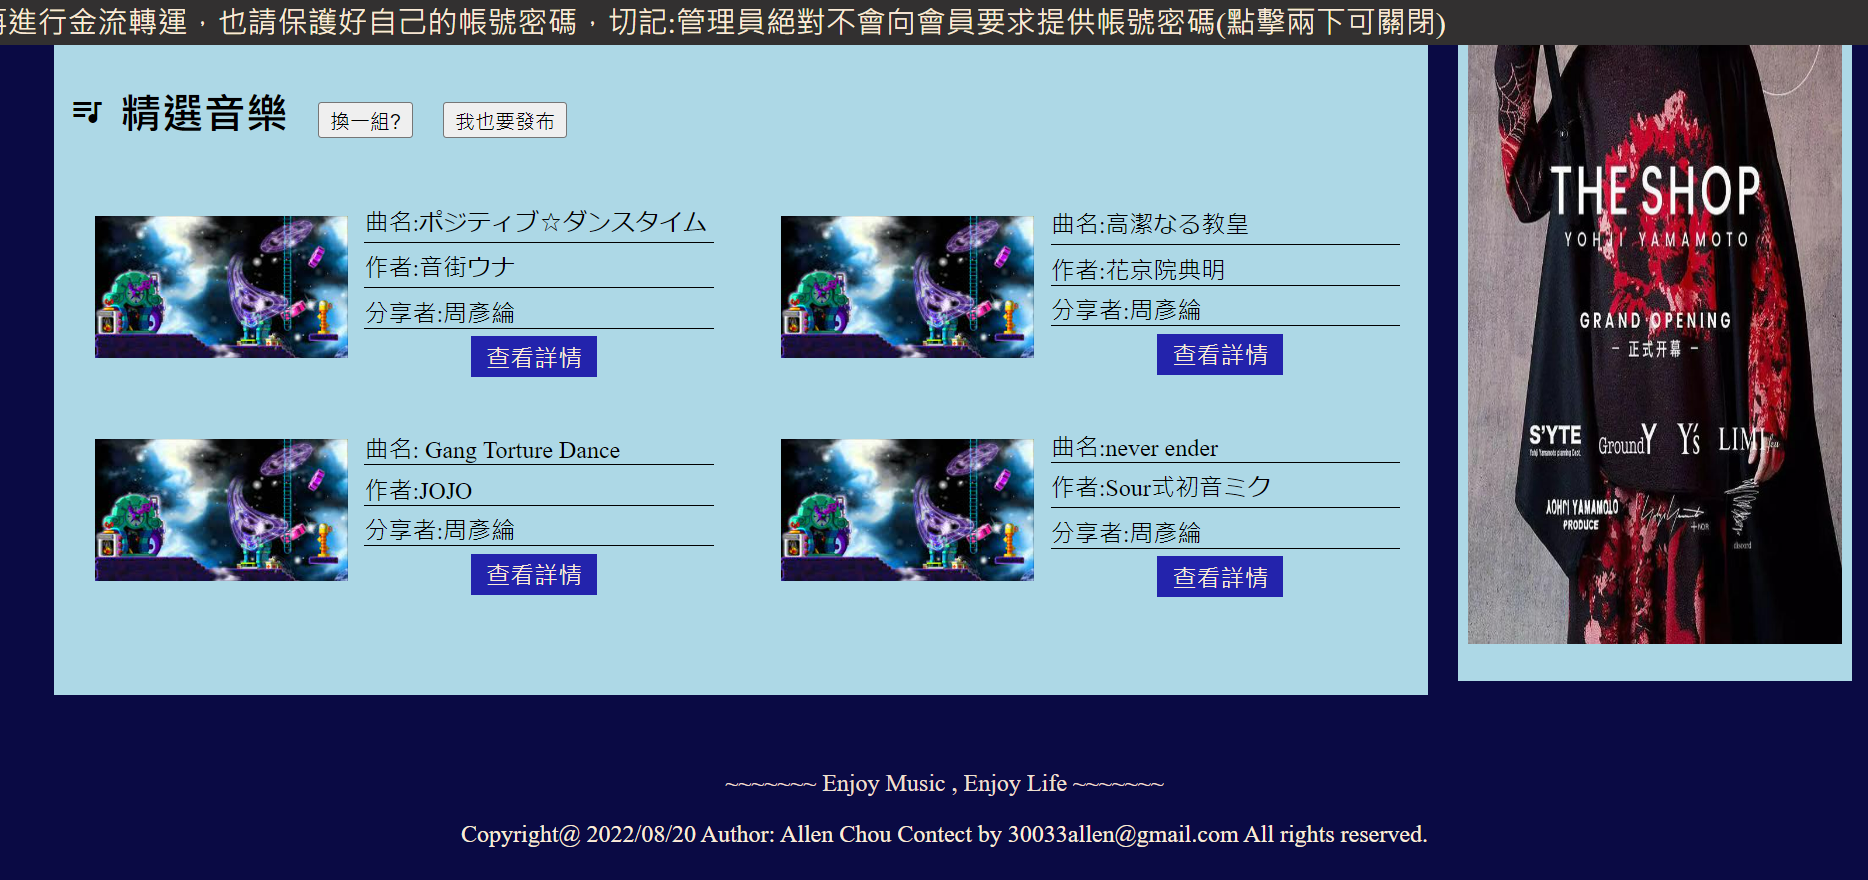 再進行金流轉運，也請保護好自己的帳號密碼，切記:管理員絕對不會向會員要求提供帳號密碼(點擊兩下可關閉)
精選音樂
換一組?
我也要發布
曲名:ポジティブ☆ダンスタイム
作者:音街ウナ
分享者:周彥綸
查看詳情
曲名:高潔なる教皇
作者:花京院典明
分享者:周彥綸
查看詳情
曲名: Gang Torture Dance
作者:JOJO
分享者:周彥綸
查看詳情
曲名:never ender
作者:Sour式初音ミク
分享者:周彥綸
查看詳情
THE SHOP
YOHJI YAMAMOTO
GRAND OPENING
– 正式开幕 –
S'YTE
Yohji Yamamoto planning Dept.
Ground Y
Y's
LIMI feu
YOHJI YAMAMOTO
PRODUCE
+NOIR
discord
~~~~~~~ Enjoy Music , Enjoy Life ~~~~~~~
Copyright@ 2022/08/20 Author: Allen Chou Contect by 30033allen@gmail.com All rights reserved.